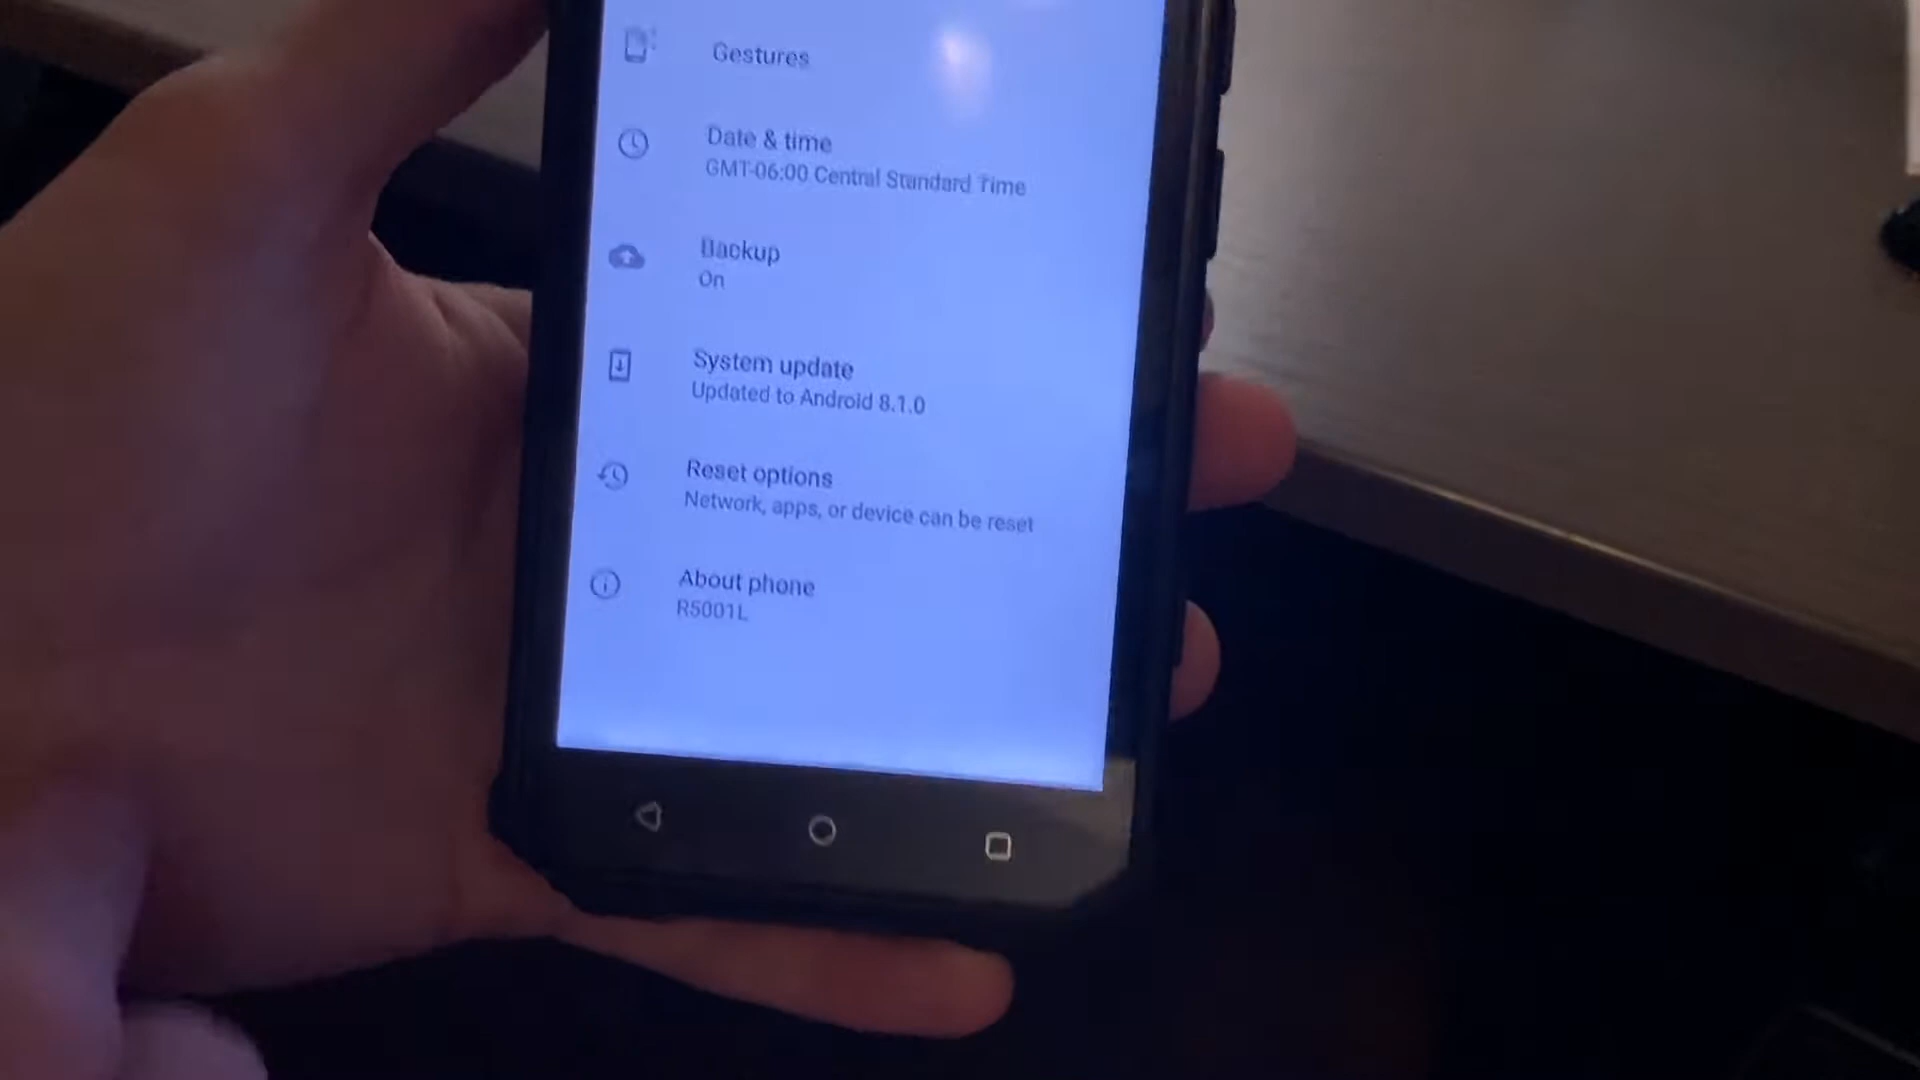 Gestures
Date & time
GMT-06:00 Central Standard Time
Backup
On
System update
Updated to Android 8.1.0
Reset options
Network, apps, or device can be reset
About phone
R5001L